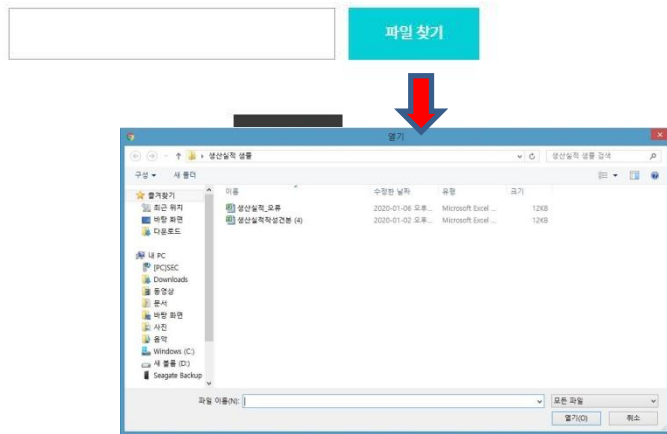 파일 찾기
열기
생산실적 샘플
생산실적 샘플 검색
구성
새 폴더
이름 수정한 날짜 유형 크기
즐겨찾기
최근 위치
바탕 화면
다운로드
생산실적_오류 2020-01-08 오후... Microsoft Excel ... 12KB
생산실적작성견본 (4) 2020-01-02 오후... Microsoft Excel ... 12KB
내 PC
[PC]SEC
Downloads
동영상
문서
바탕 화면
사진
음악
Windows (C:)
새 볼륨 (D:)
Seagate Backup
파일 이름(N):
모든 파일
열기(O) 취소